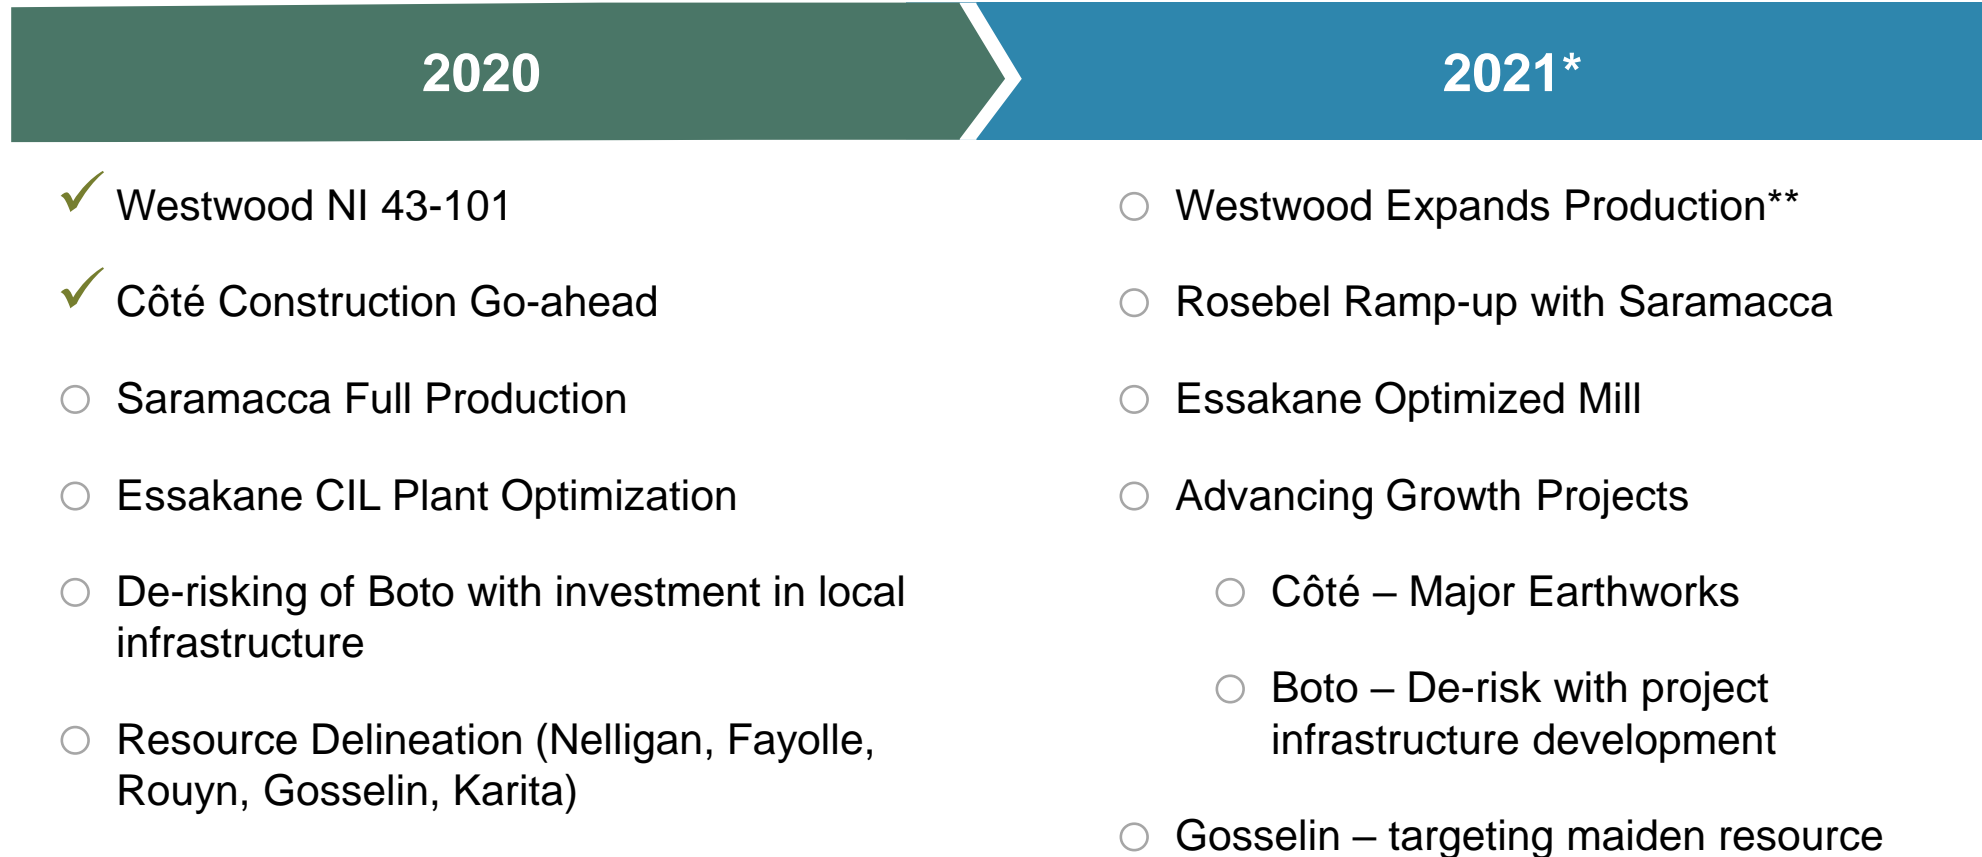 2020
2021*
Westwood NI 43-101
Côté Construction Go-ahead
Saramacca Full Production
Essakane CIL Plant Optimization
De-risking of Boto with investment in local
infrastructure
Resource Delineation (Nelligan, Fayolle,
Rouyn, Gosselin, Karita)
Westwood Expands Production**
Rosebel Ramp-up with Saramacca
Essakane Optimized Mill
Advancing Growth Projects
Côté – Major Earthworks
Boto – De-risk with project
infrastructure development
Gosselin – targeting maiden resource